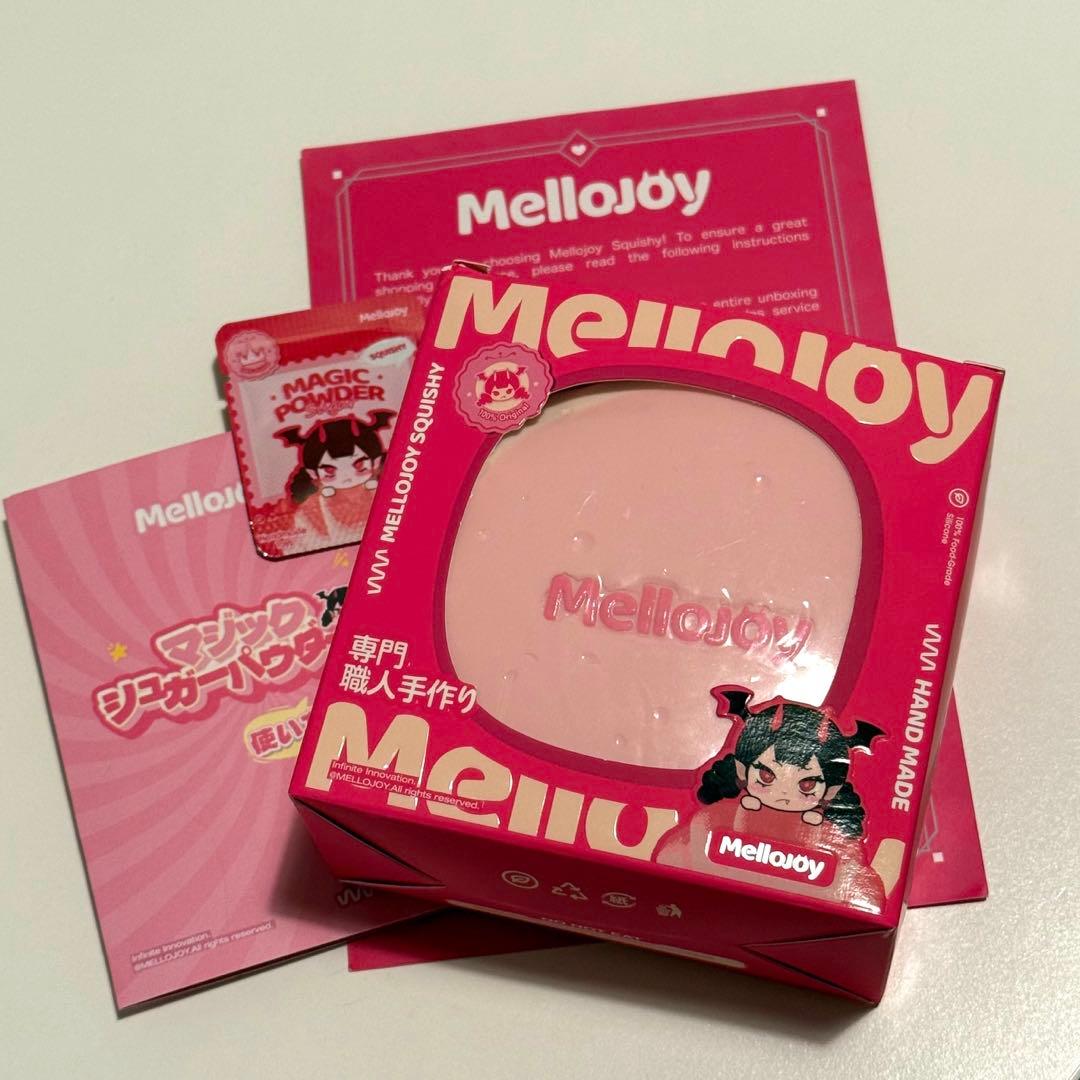 Mellojoy
Thank you choosing Mellojoy Squishy! To ensure a great
shopping please read the following instructions
entire unboxing
service
Mellojoy
SQUISHY
MAGIC
POWDER
Mellojoy
マジック
シュガーパウダー
使い
Infinite Innovation.
@MELLOJOY.All rights reserved.
Mellojoy
100% Original
MELLOJOY SQUISHY
100% Food-Grade
Silicone
Mellojoy
専門
職人手作り
HAND MADE
Infinite Innovation.
@MELLOJOY.All rights reserved.
Mellojoy